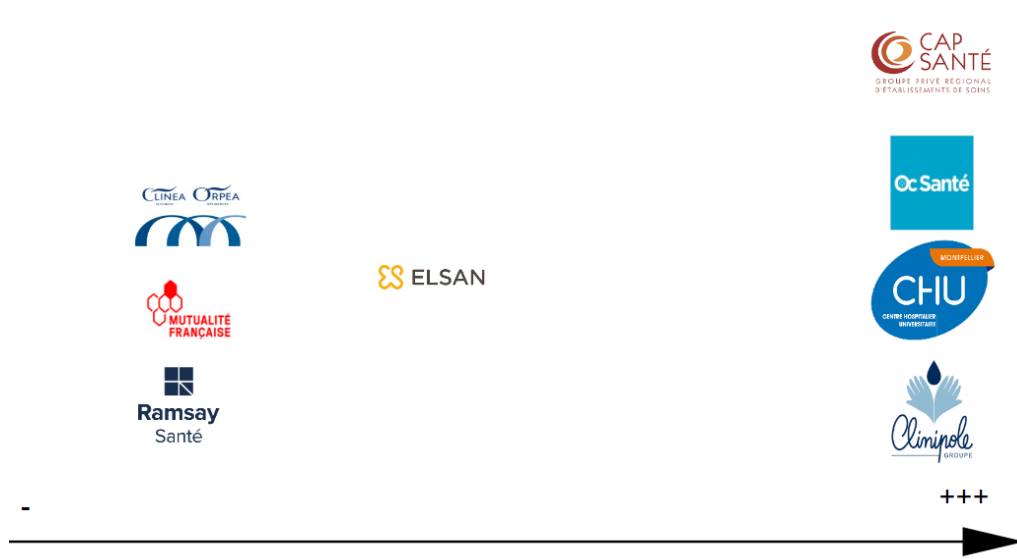 CAP
SANTÉ
GROUPE PRIVÉ RÉGIONAL
D'ÉTABLISSEMENTS DE SOINS
Oc Santé
CLINEA ORPEA
MONTPELLIER
CHU
CENTRE HOSPITALIER
UNIVERSITAIRE
ELSAN
MUTUALITÉ
FRANÇAISE
Ramsay
Santé
Clinipole
GROUPE
- +++